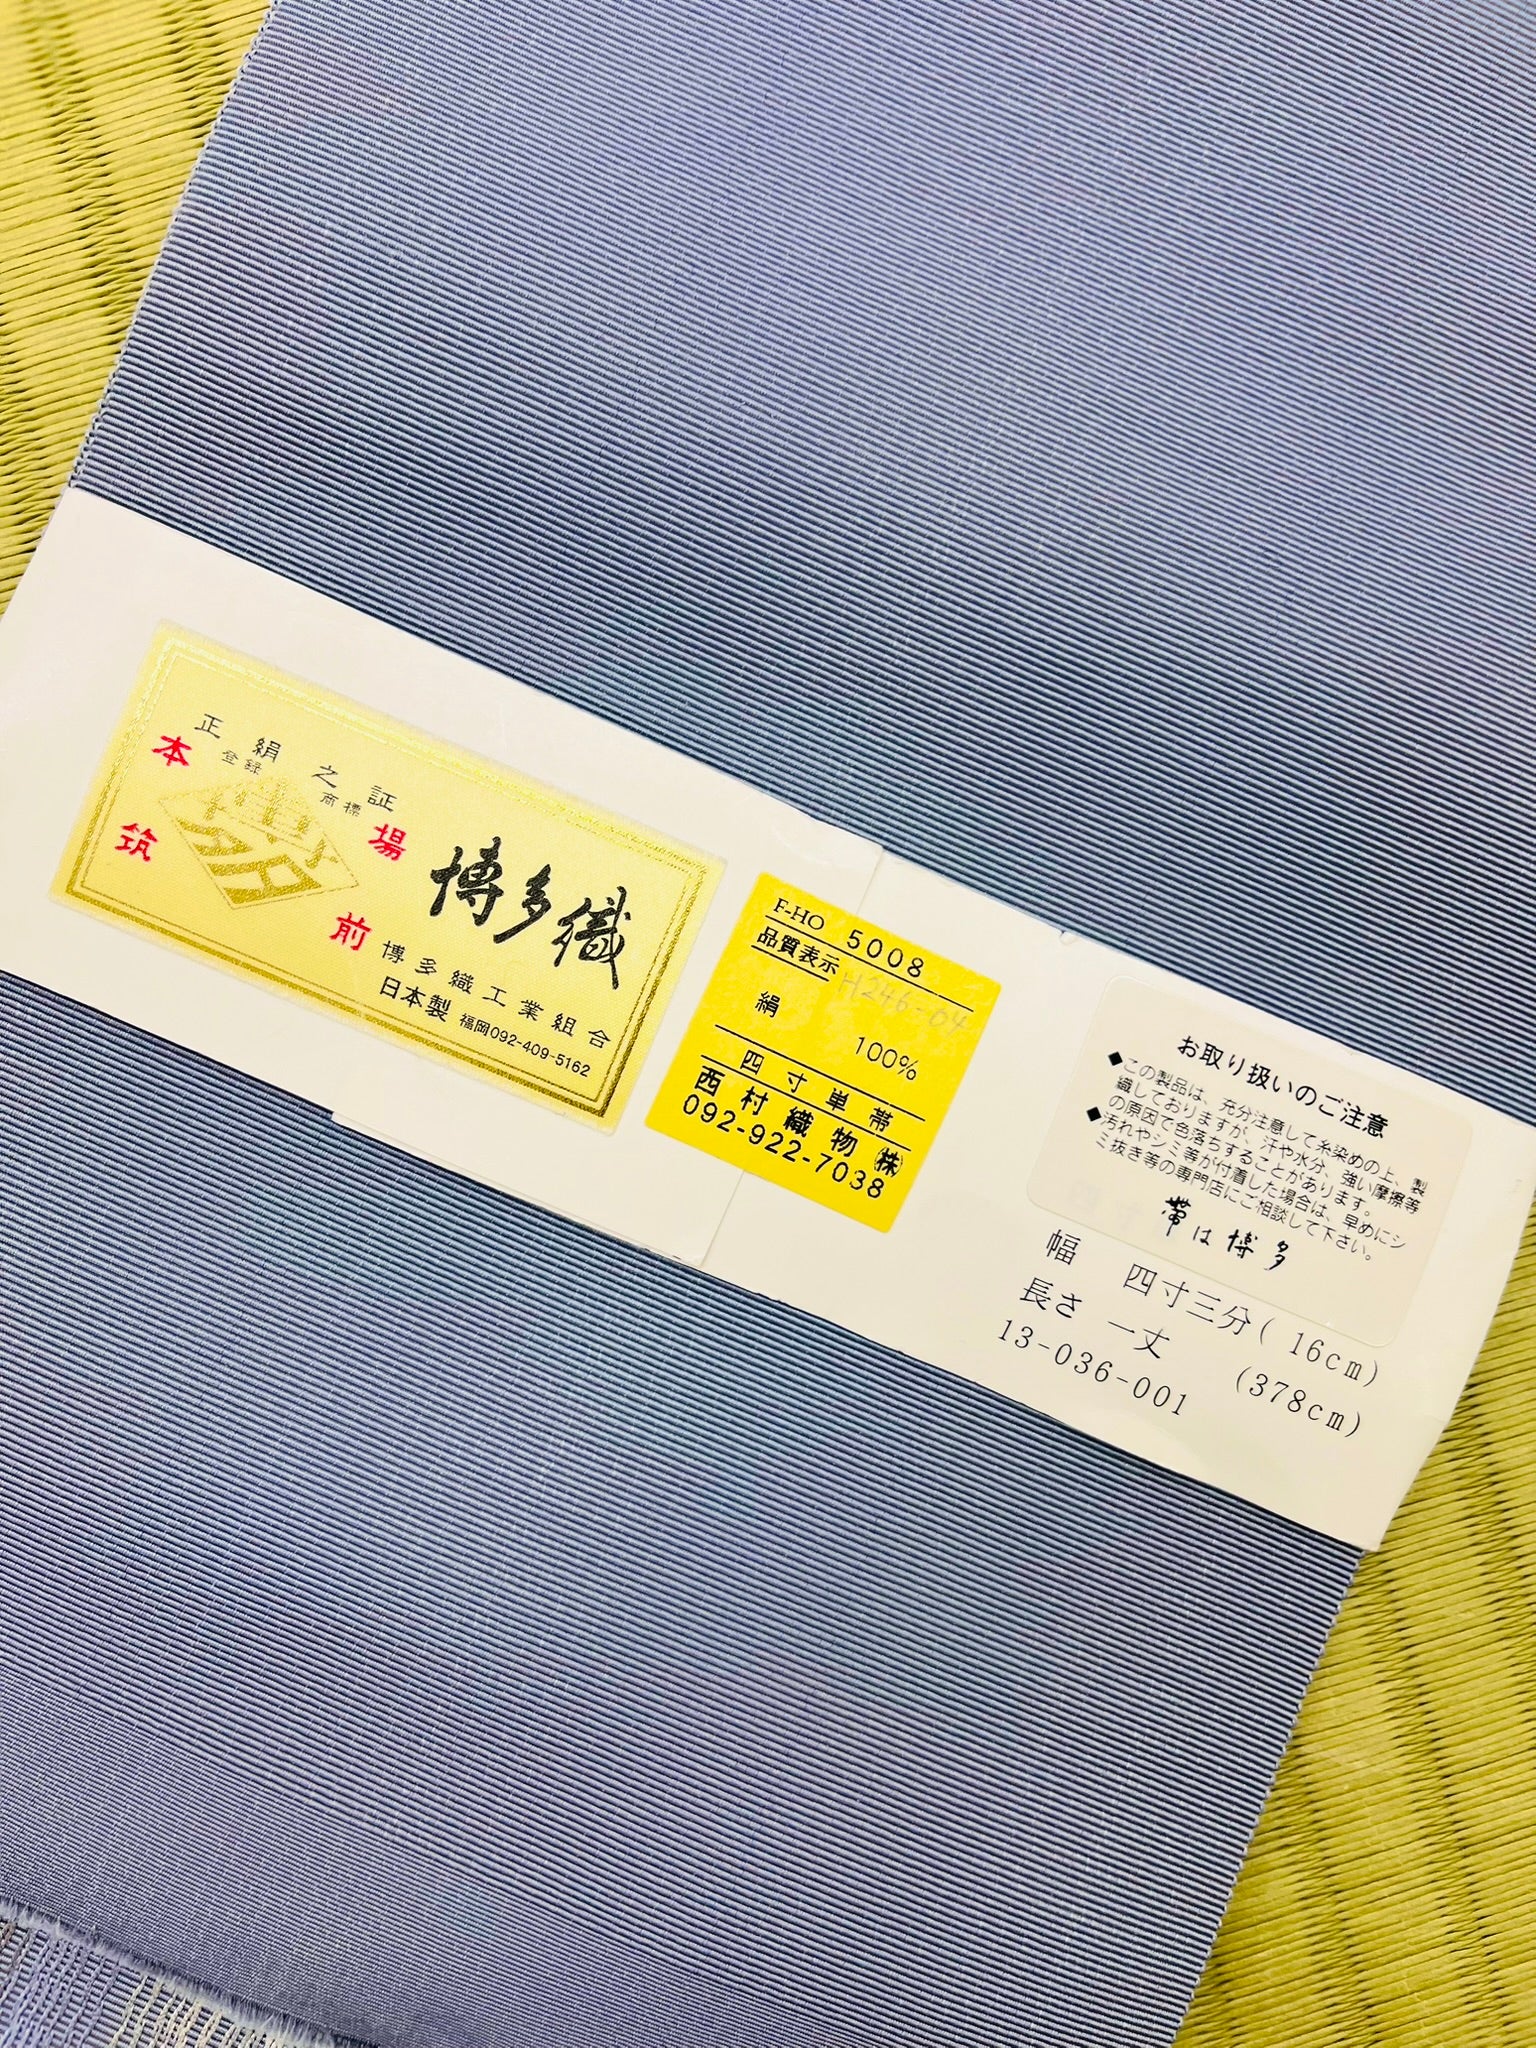 正絹之証
登録商標
本場
筑前
博多織
博多織工業組合
日本製 福岡092-409-5162
F-HO 5008
品質表示 H246-64
絹 100%
四寸単帯
西村織物㈱
092-922-7038
お取り扱いのご注意
◆この製品は、充分注意して糸染めの上、製
織しておりますが、汗や水分、強い摩擦等
の原因で色落ちすることがあります。
◆汚れやシミ等が付着した場合は、早めにシ
ミ抜き等の専門店にご相談して下さい。
帯は博多
幅 四寸三分( 16cm)
長さ 一丈 (378cm)
13-036-001